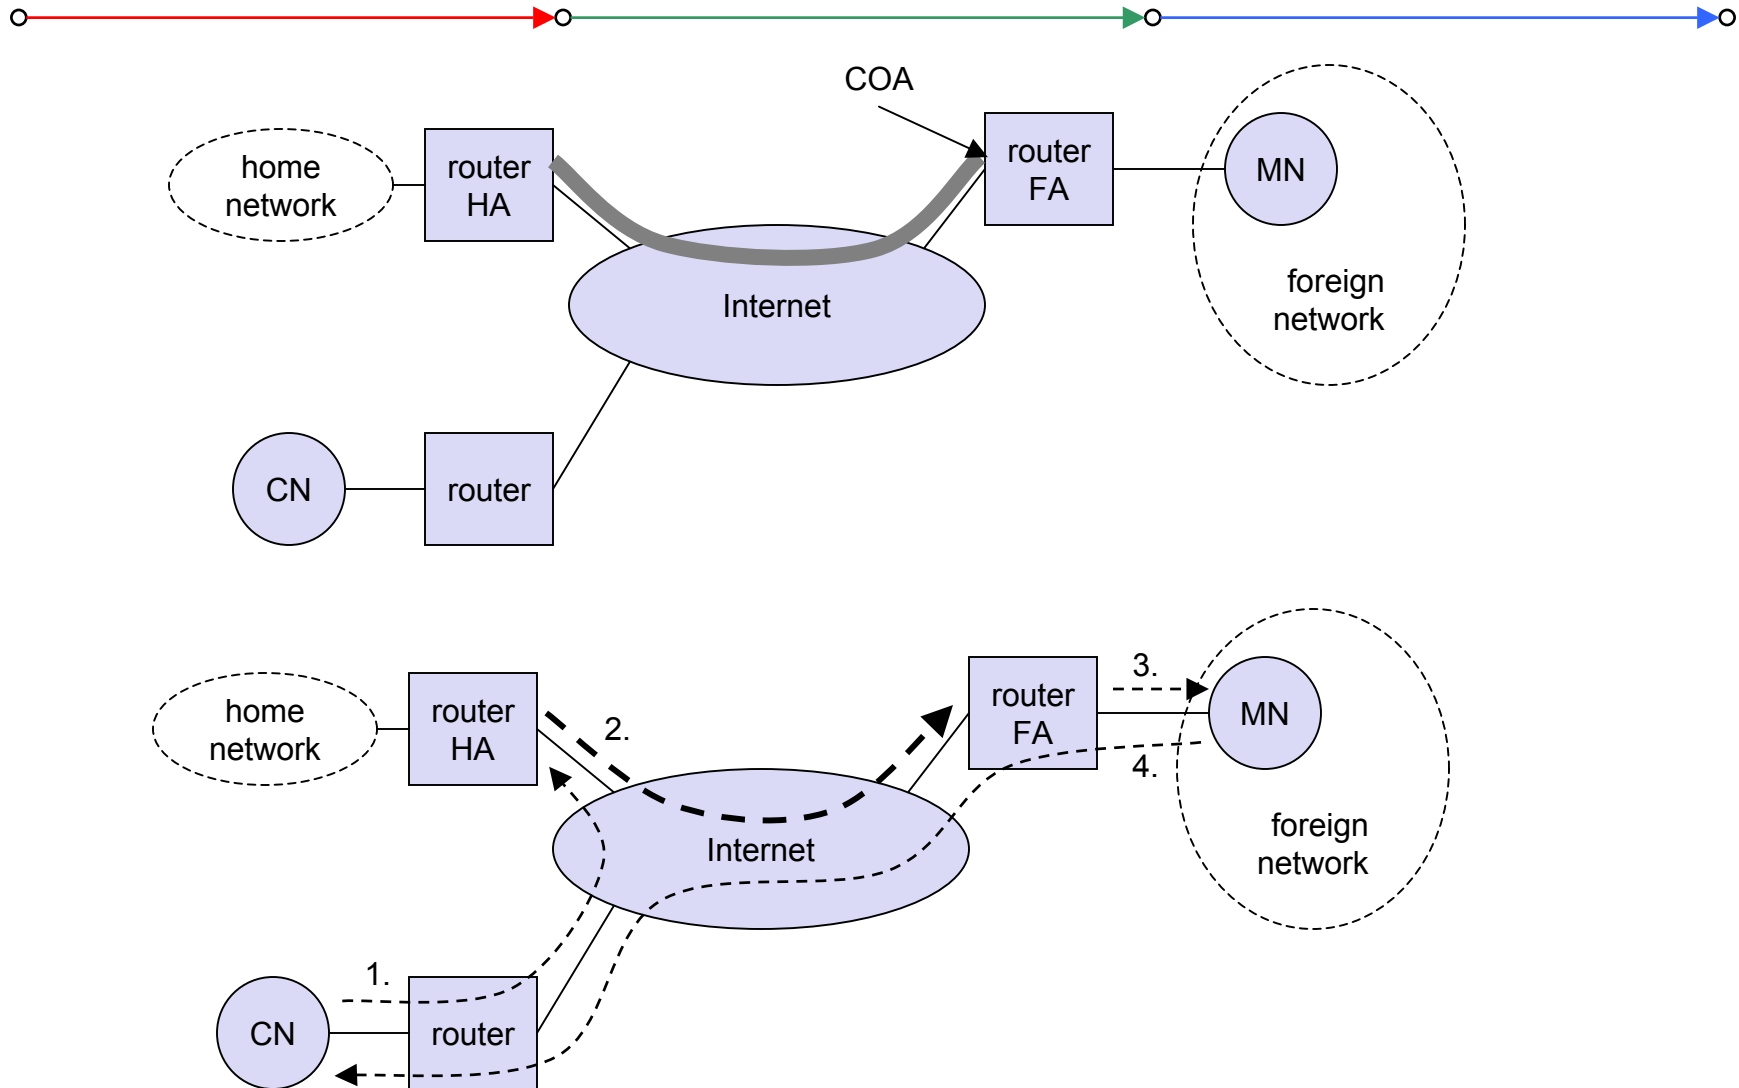 COA
home
network
router
HA
router
FA
MN
Internet
foreign
network
CN
router
home
network
router
HA
2.
router
FA
3.
MN
4.
Internet
foreign
network
1.
CN
router